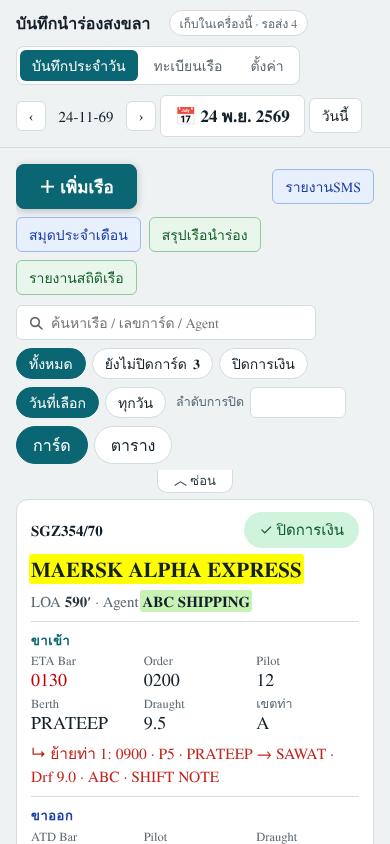 บันทึกนำร่องสงขลา
เก็บในเครื่องนี้ · รอส่ง 4
บันทึกประจำวัน ทะเบียนเรือ ตั้งค่า
‹ 24-11-69 › 📅 24 พ.ย. 2569 วันนี้
+ เพิ่มเรือ รายงานSMS
สมุดประจำเดือน สรุปเรือนำร่อง
รายงานสถิติเรือ
ค้นหาเรือ / เลขการ์ด / Agent
ทั้งหมด ยังไม่ปิดการ์ด 3 ปิดการเงิน
วันที่เลือก ทุกวัน ลำดับการปิด
การ์ด ตาราง
︿ ซ่อน
SGZ354/70 ✓ ปิดการเงิน
MAERSK ALPHA EXPRESS
LOA 590′ · Agent ABC SHIPPING
ขาเข้า
ETA Bar Order Pilot
0130 0200 12
Berth Draught เขตท่า
PRATEEP 9.5 A
↳ ย้ายท่า 1: 0900 · P5 · PRATEEP → SAWAT ·
Drf 9.0 · ABC · SHIFT NOTE
ขาออก
ATD Bar Pilot Draught